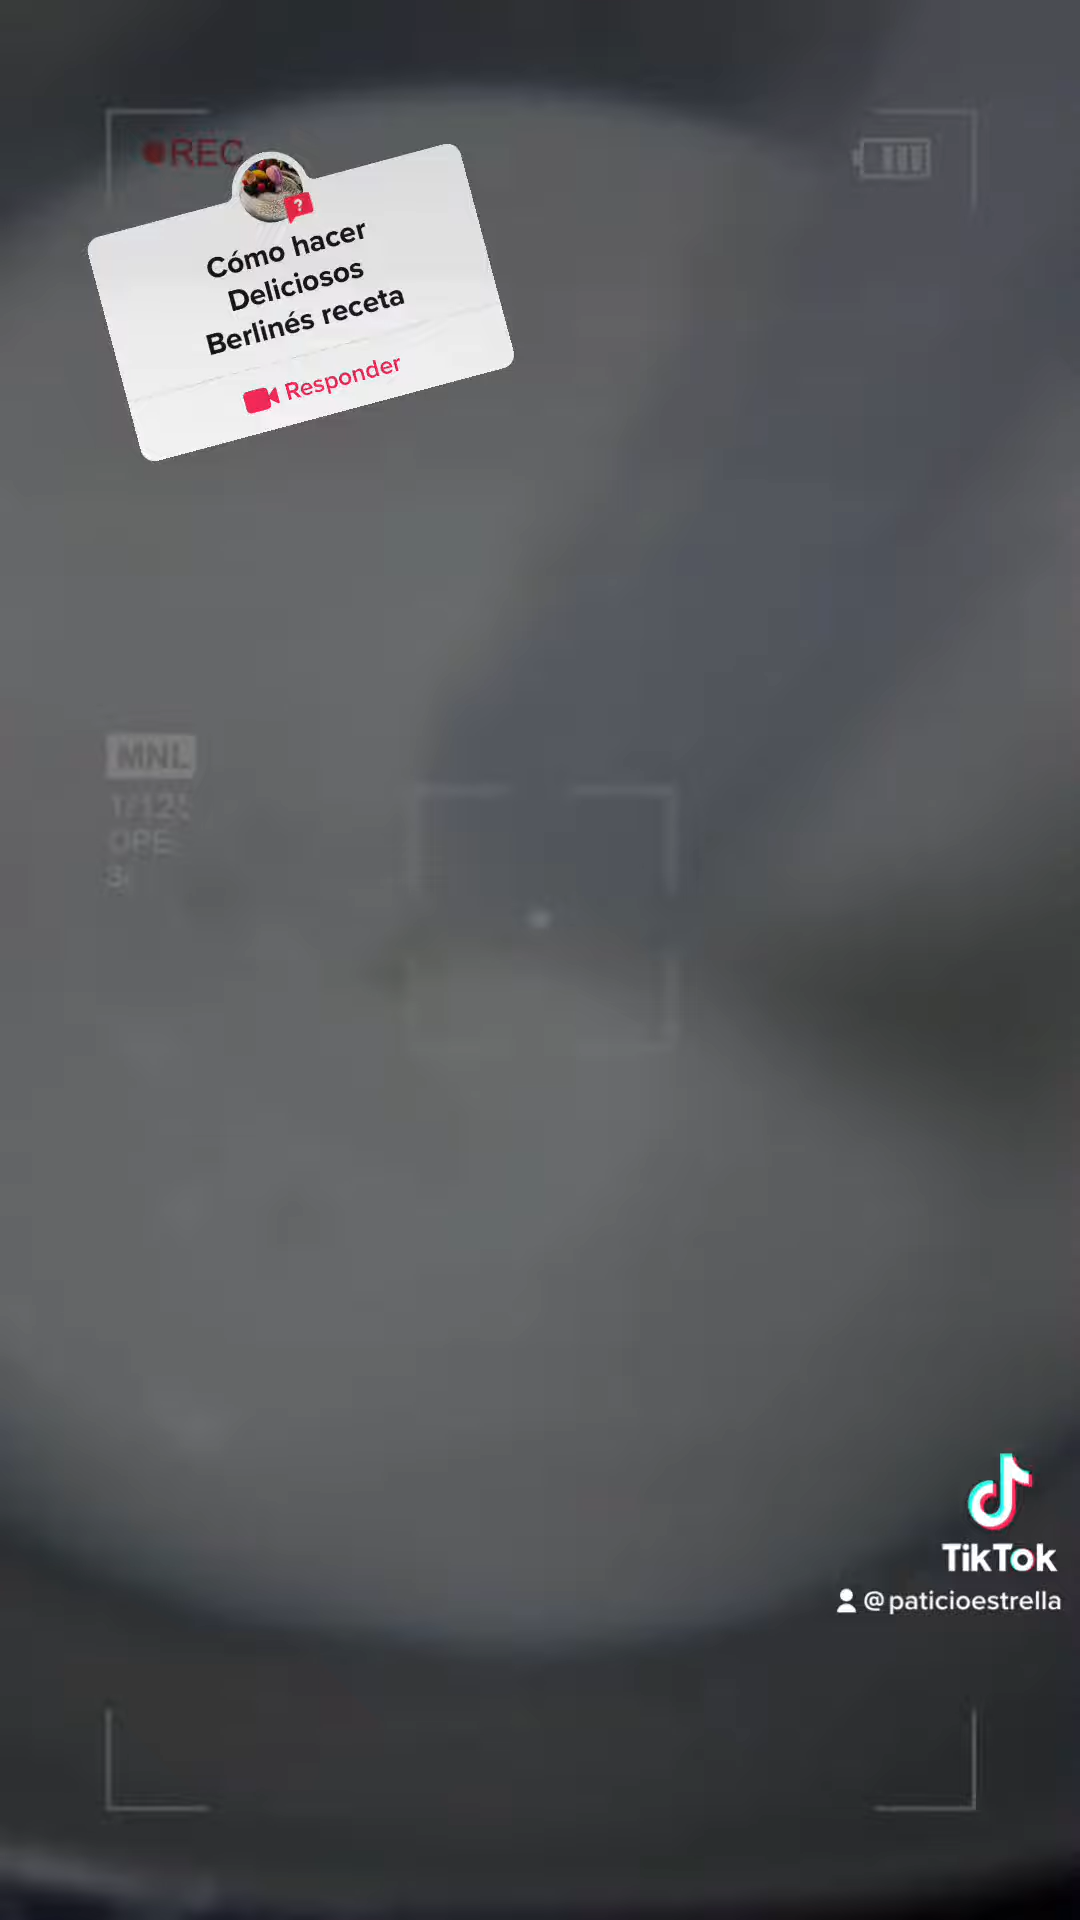 REC
Cómo hacer
Deliciosos
Berlinés receta
Responder
MNL
TikTok
@paticioestrella